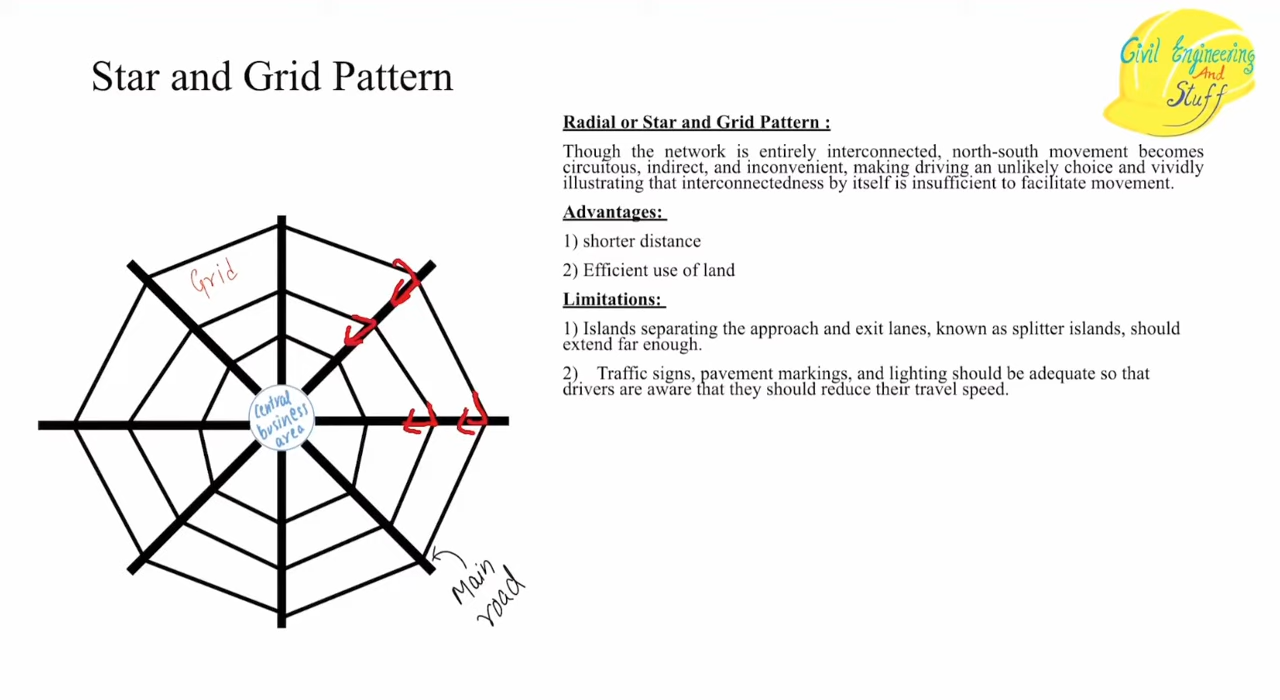 Star and Grid Pattern
Civil Engineering
And
Stuff
Radial or Star and Grid Pattern :
Though the network is entirely interconnected, north-south movement becomes
circuitous, indirect, and inconvenient, making driving an unlikely choice and vividly
illustrating that interconnectedness by itself is insufficient to facilitate movement.
Advantages:
1) shorter distance
2) Efficient use of land
Limitations:
1) Islands separating the approach and exit lanes, known as splitter islands, should
extend far enough.
2) Traffic signs, pavement markings, and lighting should be adequate so that
drivers are aware that they should reduce their travel speed.
Grid
Central
business
area
Main
road